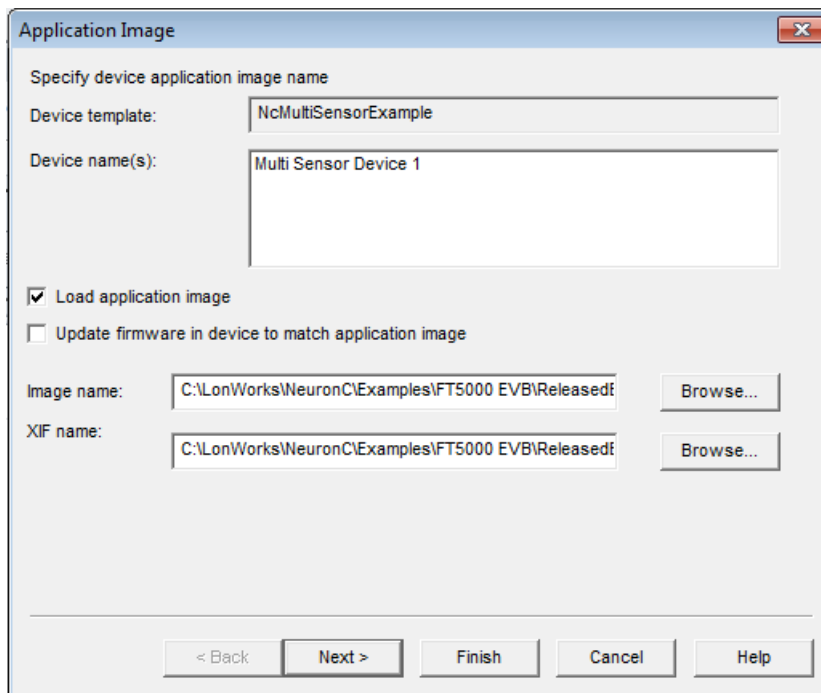 Application Image
Specify device application image name
Device template: NcMultiSensorExample
Device name(s): Multi Sensor Device 1
Load application image
Update firmware in device to match application image
Image name: C:\LonWorks\NeuronC\Examples\FT5000 EVB\Released Browse...
XIF name:
C:\LonWorks\NeuronC\Examples\FT5000 EVB\Released Browse...
< Back Next > Finish Cancel Help